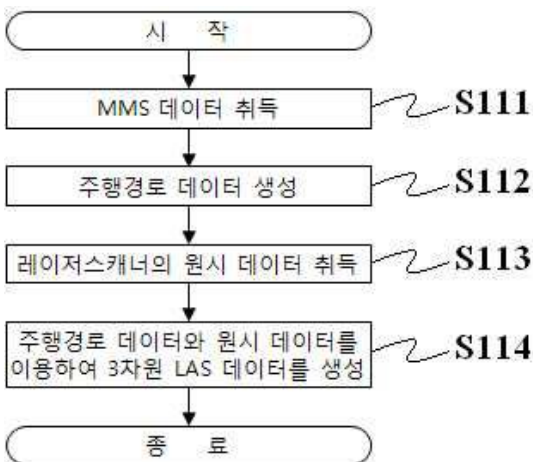 시 작
MMS 데이터 취득
S111
주행경로 데이터 생성
S112
레이저스캐너의 원시 데이터 취득
S113
주행경로 데이터와 원시 데이터를
이용하여 3차원 LAS 데이터를 생성
S114
종 료